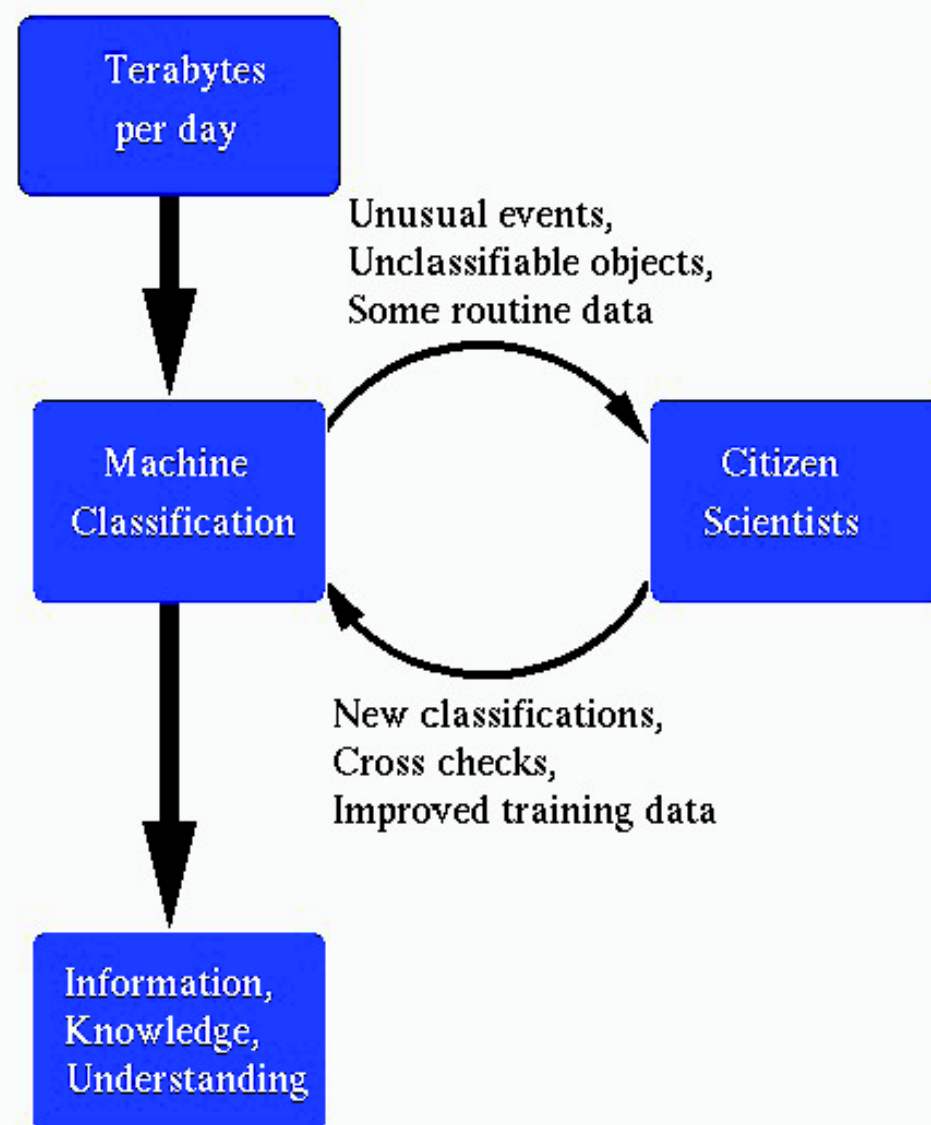 Terabytes
per day
Unusual events,
Unclassifiable objects,
Some routine data
Machine
Classification
Citizen
Scientists
New classifications,
Cross checks,
Improved training data
Information,
Knowledge,
Understanding